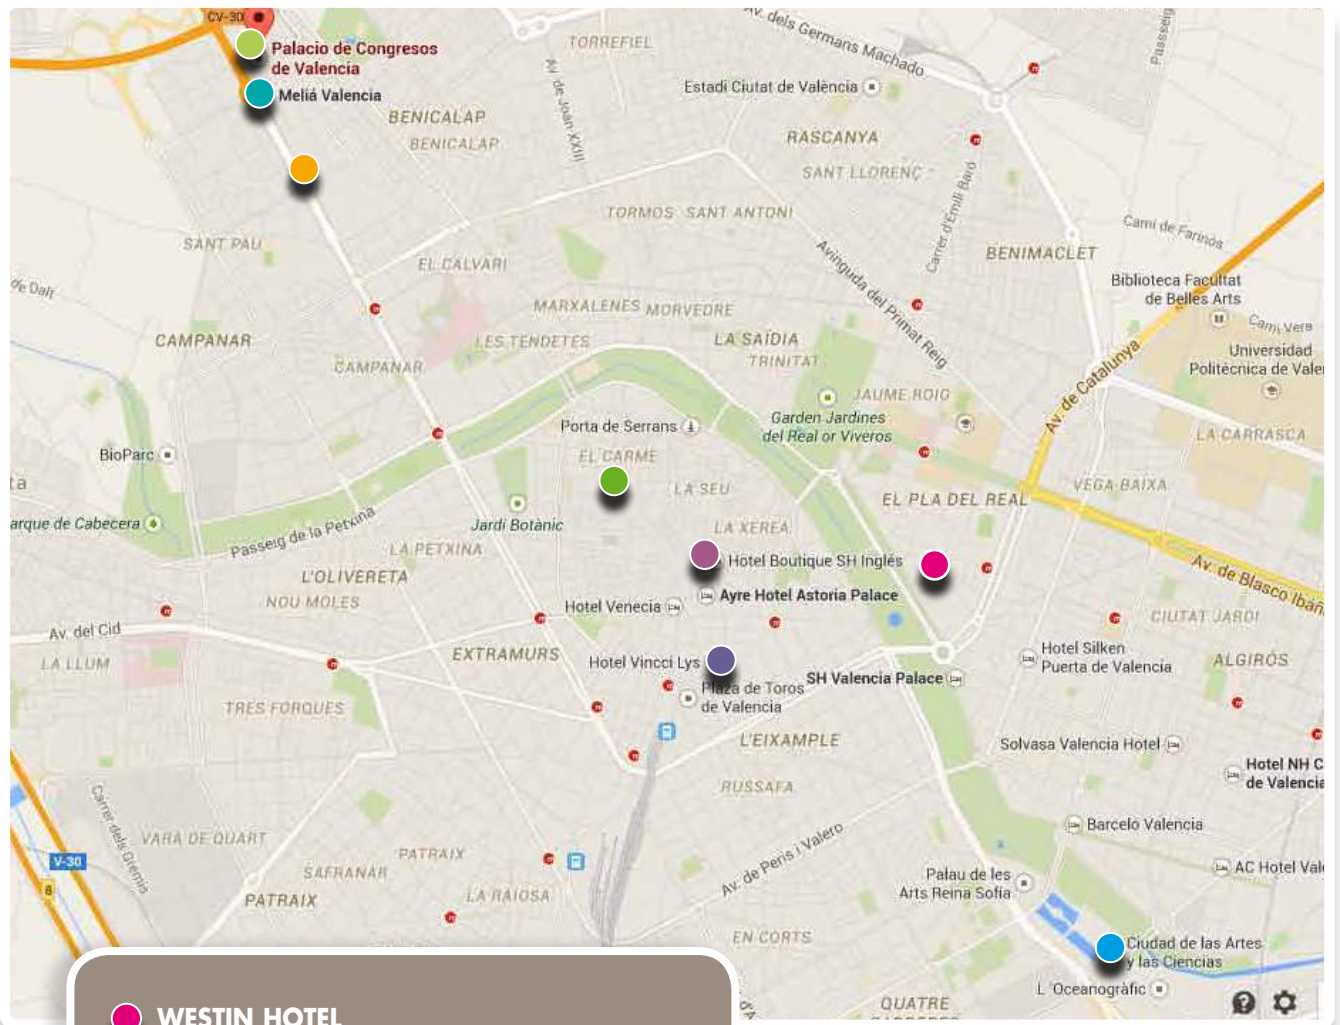 CV-30
Palacio de Congresos
de Valencia
Meliá Valencia
TORREFIEL
Av. de Joan XXIII
Av. dels Germans Machado
Passeig
Estadi Ciutat de València
BENICALAP
BENICALAP
RASCANYA
SANT LLORENÇ
Carrer d'Emili Baró
TORMOS
SANT ANTONI
SANT PAU
EL CALVARI
Avinguda del Primat Reig
BENIMACLET
Camí de Farinós
Biblioteca Facultat
de Belles Arts
Camí Vera
Universidad
Politécnica de Valer
de Dalt
MARXALENES
MORVEDRE
LES TENDETES
LA SAÏDIA
TRINITAT
CAMPANAR
CAMPANAR
JAUME ROIG
Av. de Catalunya
Garden Jardines
del Real or Viveros
Porta de Serrans
EL CARME
LA CARRASCA
BioParc
ta
LA SEU
EL PLA DEL REAL
VEGA BAIXA
arque de Cabecera
Passeig de la Petxina
Jardí Botànic
LA XEREA
LA PETXINA
Hotel Boutique SH Inglés
Av. de Blasco Ibáñ
L'OLIVERETA
NOU MOLES
Ayre Hotel Astoria Palace
Hotel Venecia
CIUTAT JARDI
Av. del Cid
LA LLUM
EXTRAMURS
Hotel Vincci Lys
Hotel Silken
Puerta de Valencia
ALGIRÓS
SH Valencia Palace
Plaza de Toros
de Valencia
TRES FORQUES
L'EIXAMPLE
Solvasa Valencia Hotel
Hotel NH C
de Valencia
RUSSAFA
Carrer dels Gremis
Barceló Valencia
VARA DE QUART
Av. de Peris i Valero
V-30
8
PATRAIX
SAFRANAR
AC Hotel Vale
Palau de les
Arts Reina Sofía
PATRAIX
LA RAIOSA
EN CORTS
Ciudad de las Artes
y las Ciencias
L 'Oceanogràfic
QUATRE
CARRERES
WESTIN HOTEL